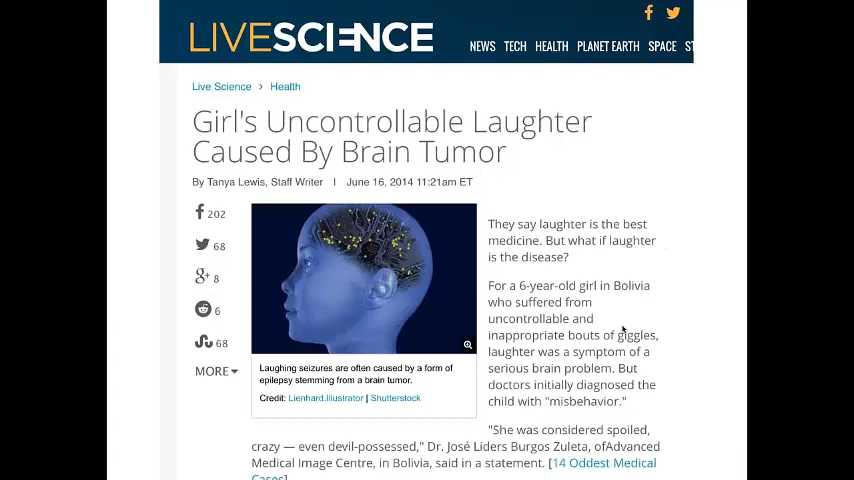 LIVESCIENCE
NEWS TECH HEALTH PLANET EARTH SPACE ST
Live Science > Health
Girl's Uncontrollable Laughter
Caused By Brain Tumor
By Tanya Lewis, Staff Writer | June 16, 2014 11:21am ET
202
68
8
6
68
MORE
Laughing seizures are often caused by a form of
epilepsy stemming from a brain tumor.
Credit: Lienhard.Illustrator | Shutterstock
They say laughter is the best
medicine. But what if laughter
is the disease?
For a 6-year-old girl in Bolivia
who suffered from
uncontrollable and
inappropriate bouts of giggles,
laughter was a symptom of a
serious brain problem. But
doctors initially diagnosed the
child with "misbehavior."
"She was considered spoiled,
crazy — even devil-possessed," Dr. José Liders Burgos Zuleta, ofAdvanced
Medical Image Centre, in Bolivia, said in a statement. [14 Oddest Medical
Cases]